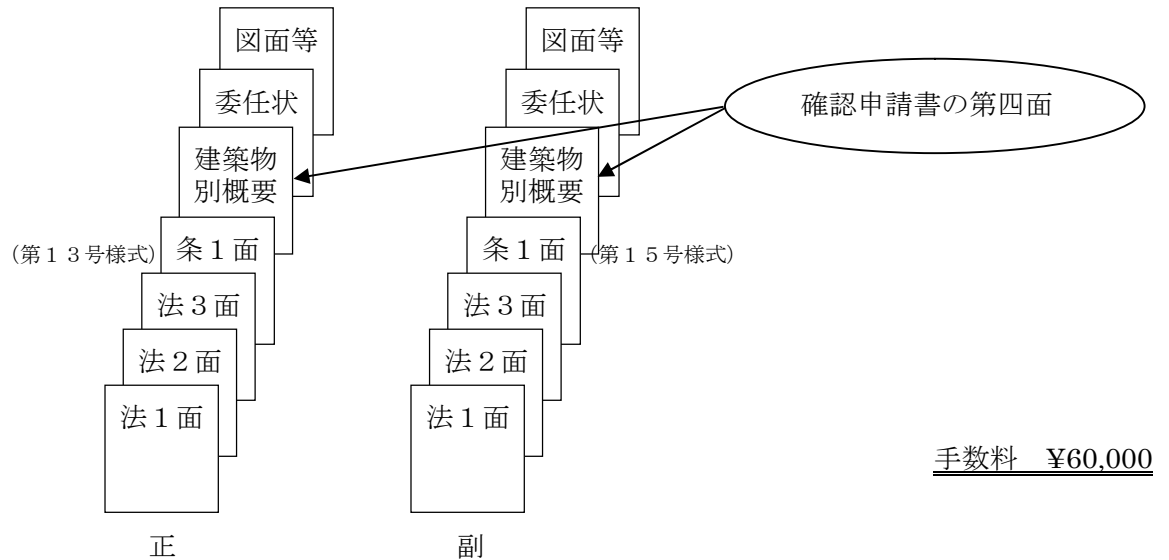 図面等
委任状
建築物
別概要
(第１３号様式)
条１面
法３面
法２面
法１面
正
図面等
委任状
建築物
別概要
条１面
(第１５号様式)
法３面
法２面
法１面
副
確認申請書の第四面
手数料　¥60,000